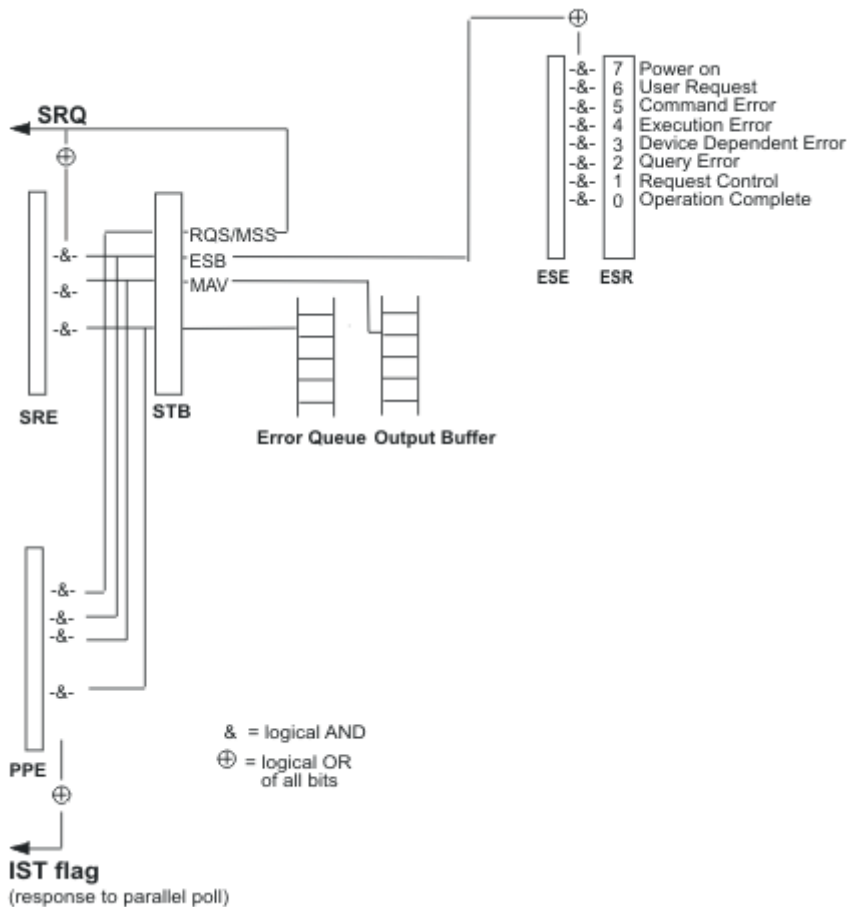 -&- 7 Power on
-&- 6 User Request
-&- 5 Command Error
-&- 4 Execution Error
-&- 3 Device Dependent Error
-&- 2 Query Error
-&- 1 Request Control
-&- 0 Operation Complete
ESE ESR
SRQ
RQS/MSS
-&- ESB
-&- MAV
-&-
SRE STB
Error Queue Output Buffer
-&-
-&-
-&-
-&-
PPE
& = logical AND
⊕ = logical OR
of all bits
IST flag
(response to parallel poll)